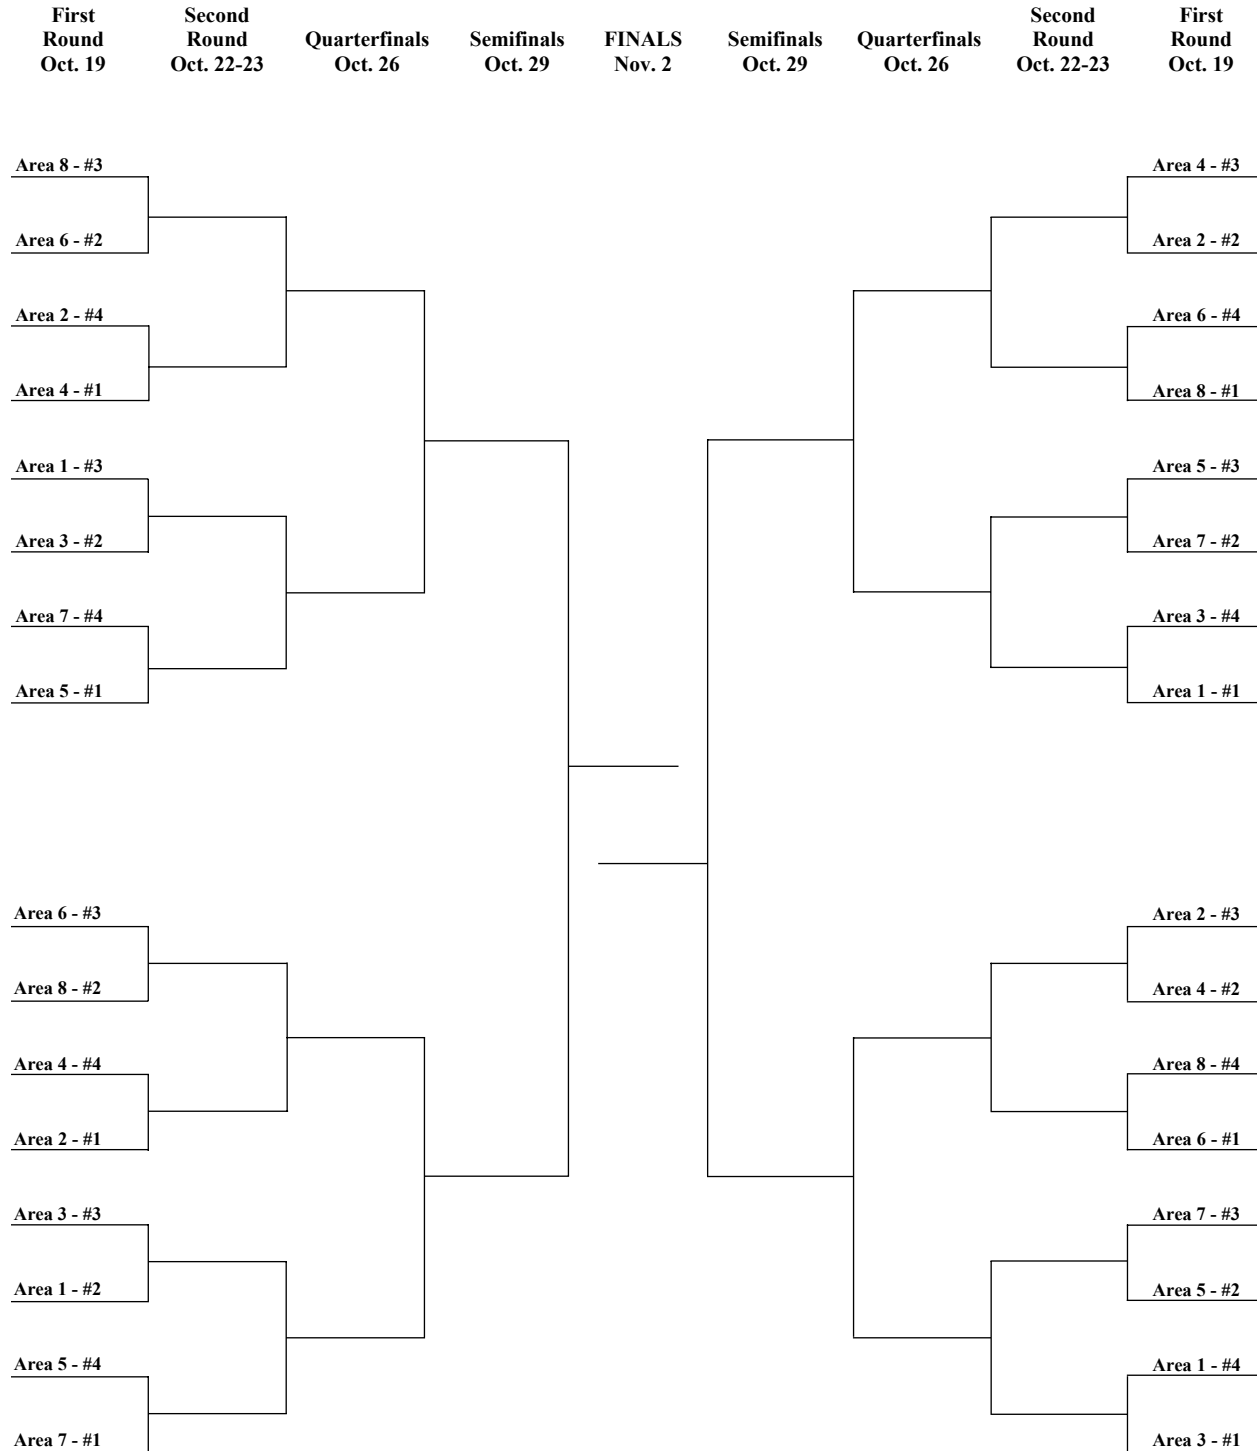 First Round Oct. 19
Second Round Oct. 22-23
Quarterfinals Oct. 26
Semifinals Oct. 29
FINALS Nov. 2
Semifinals Oct. 29
Quarterfinals Oct. 26
Second Round Oct. 22-23
First Round Oct. 19
Area 8 - #3
Area 6 - #2
Area 2 - #4
Area 4 - #1
Area 1 - #3
Area 3 - #2
Area 7 - #4
Area 5 - #1
Area 6 - #3
Area 8 - #2
Area 4 - #4
Area 2 - #1
Area 3 - #3
Area 1 - #2
Area 5 - #4
Area 7 - #1
Area 4 - #3
Area 2 - #2
Area 6 - #4
Area 8 - #1
Area 5 - #3
Area 7 - #2
Area 3 - #4
Area 1 - #1
Area 2 - #3
Area 4 - #2
Area 8 - #4
Area 6 - #1
Area 7 - #3
Area 5 - #2
Area 1 - #4
Area 3 - #1